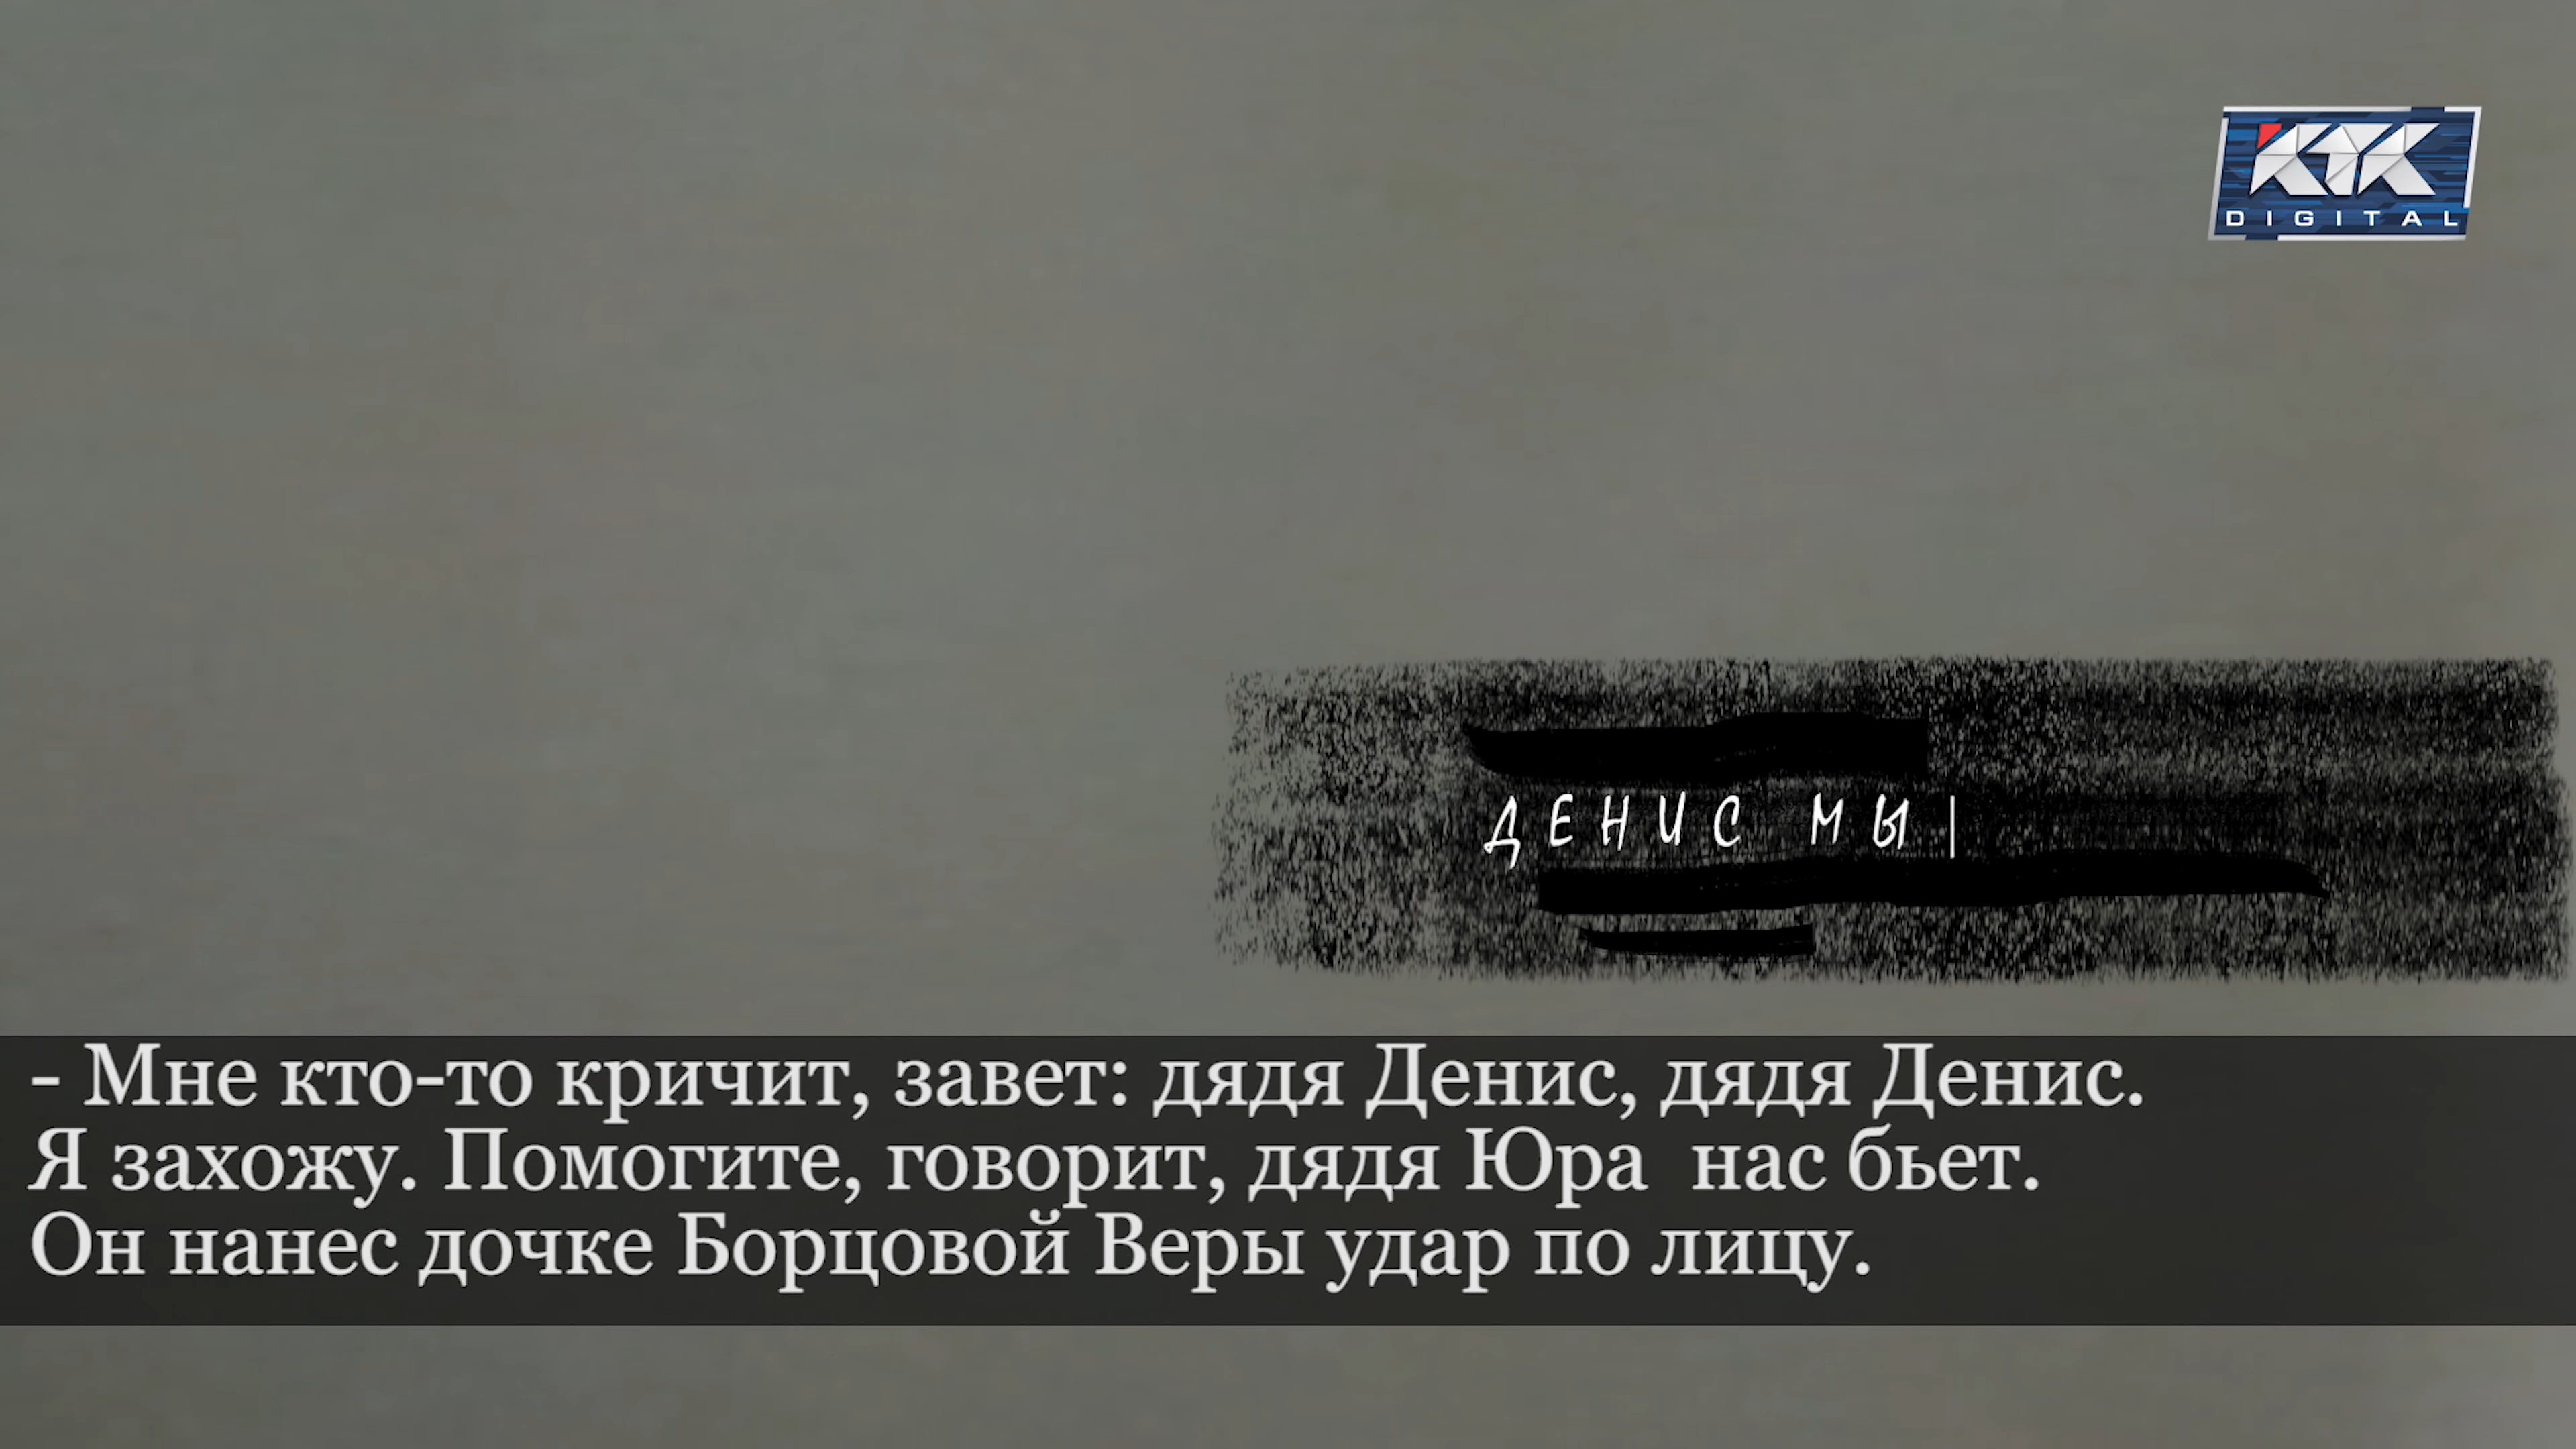 КТК
DIGITAL
ДЕНИС МЫ
- Мне кто-то кричит, завет: дядя Денис, дядя Денис.
Я захожу. Помогите, говорит, дядя Юра нас бьет.
Он нанес дочке Борцовой Веры удар по лицу.